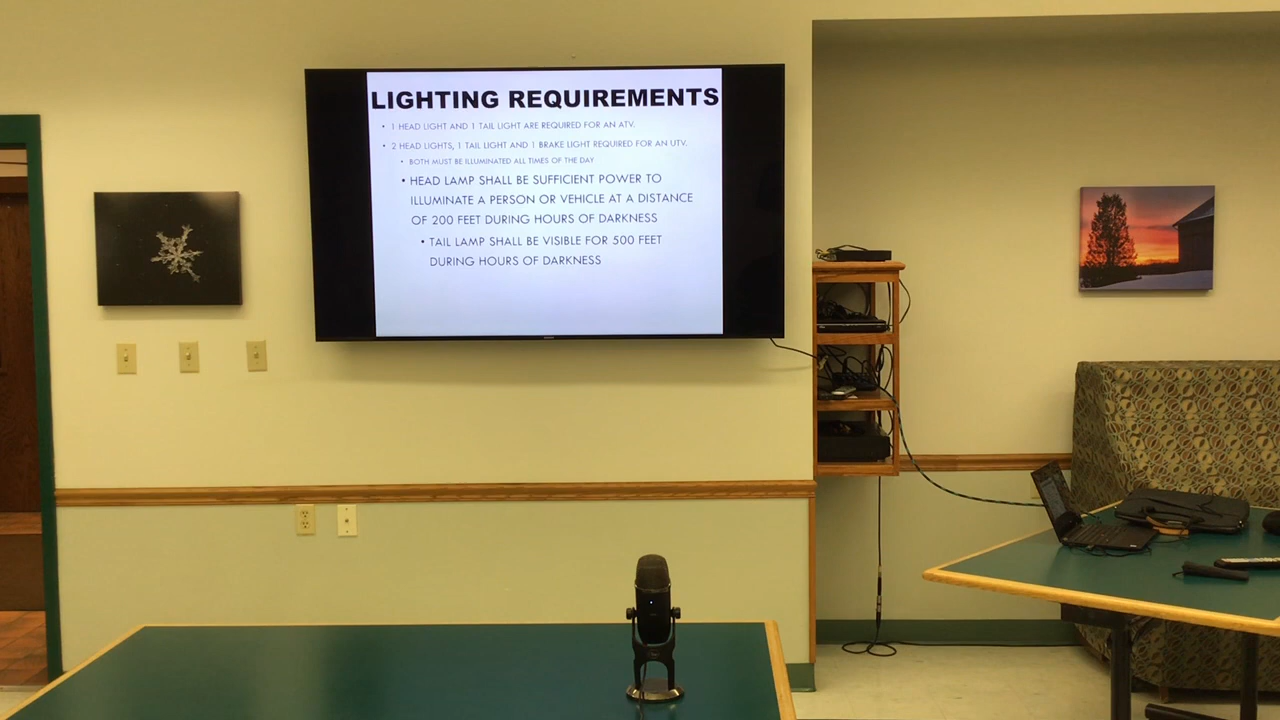 LIGHTING REQUIREMENTS
• 1 HEAD LIGHT AND 1 TAIL LIGHT ARE REQUIRED FOR AN ATV.
• 2 HEAD LIGHTS, 1 TAIL LIGHT AND 1 BRAKE LIGHT REQUIRED FOR AN UTV.
• BOTH MUST BE ILLUMINATED ALL TIMES OF THE DAY
• HEAD LAMP SHALL BE SUFFICIENT POWER TO
ILLUMINATE A PERSON OR VEHICLE AT A DISTANCE
OF 200 FEET DURING HOURS OF DARKNESS
• TAIL LAMP SHALL BE VISIBLE FOR 500 FEET
DURING HOURS OF DARKNESS